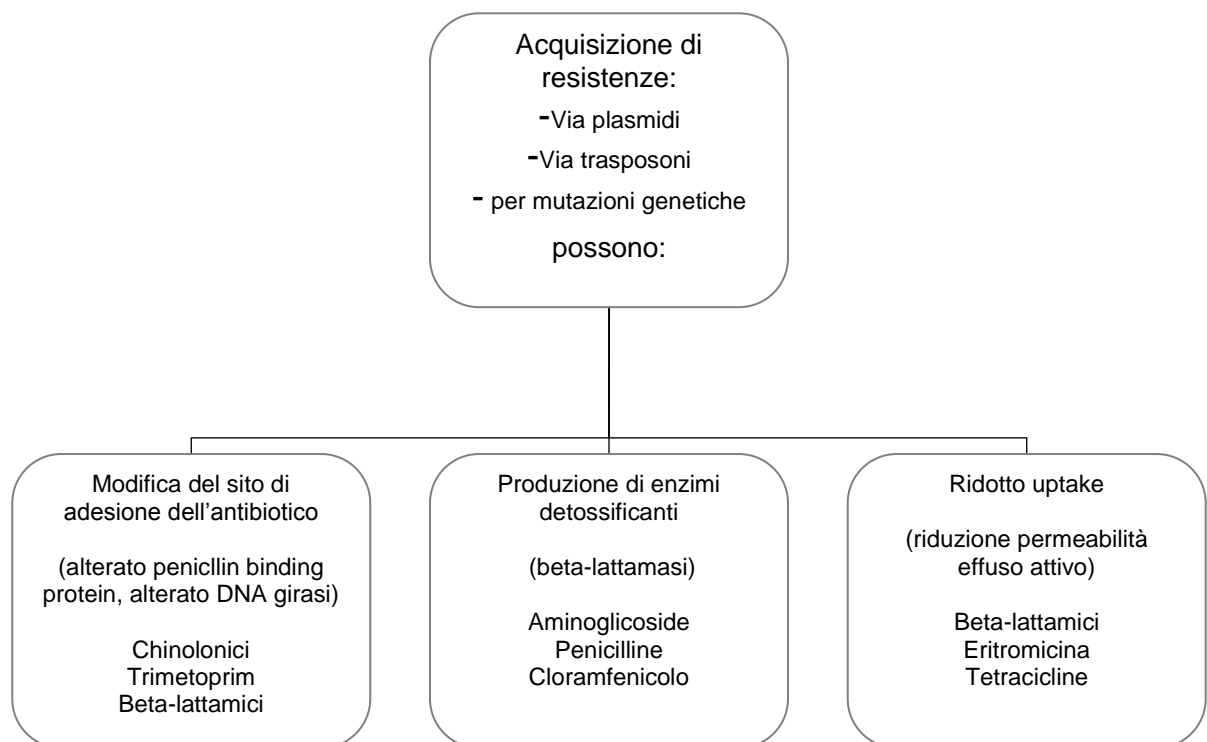 Acquisizione di
resistenze:
-Via plasmidi
-Via trasposoni
- per mutazioni genetiche
possono:
Modifica del sito di
adesione dell'antibiotico
(alterato penicllin binding
protein, alterato DNA girasi)
Chinolonici
Trimetoprim
Beta-lattamici
Produzione di enzimi
detossificanti
(beta-lattamasi)
Aminoglicoside
Penicilline
Cloramfenicolo
Ridotto uptake
(riduzione permeabilità
effuso attivo)
Beta-lattamici
Eritromicina
Tetracicline